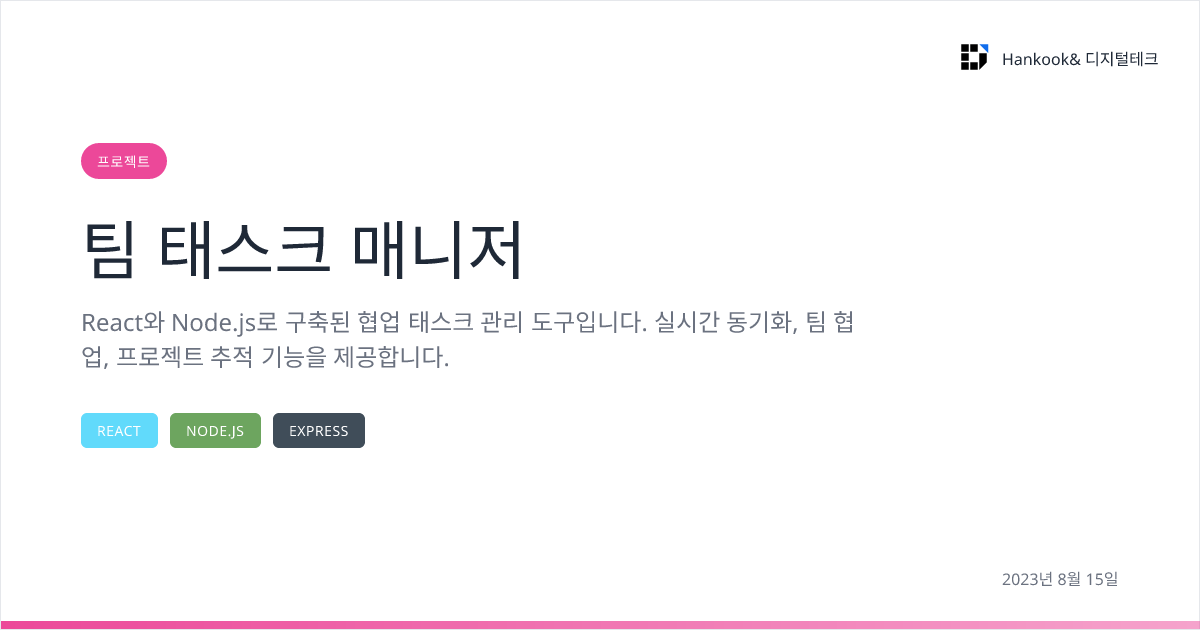 Hankook& 디지털테크
프로젝트
팀 태스크 매니저
React와 Node.js로 구축된 협업 태스크 관리 도구입니다. 실시간 동기화, 팀 협
업, 프로젝트 추적 기능을 제공합니다.
REACT NODE.JS EXPRESS
2023년 8월 15일